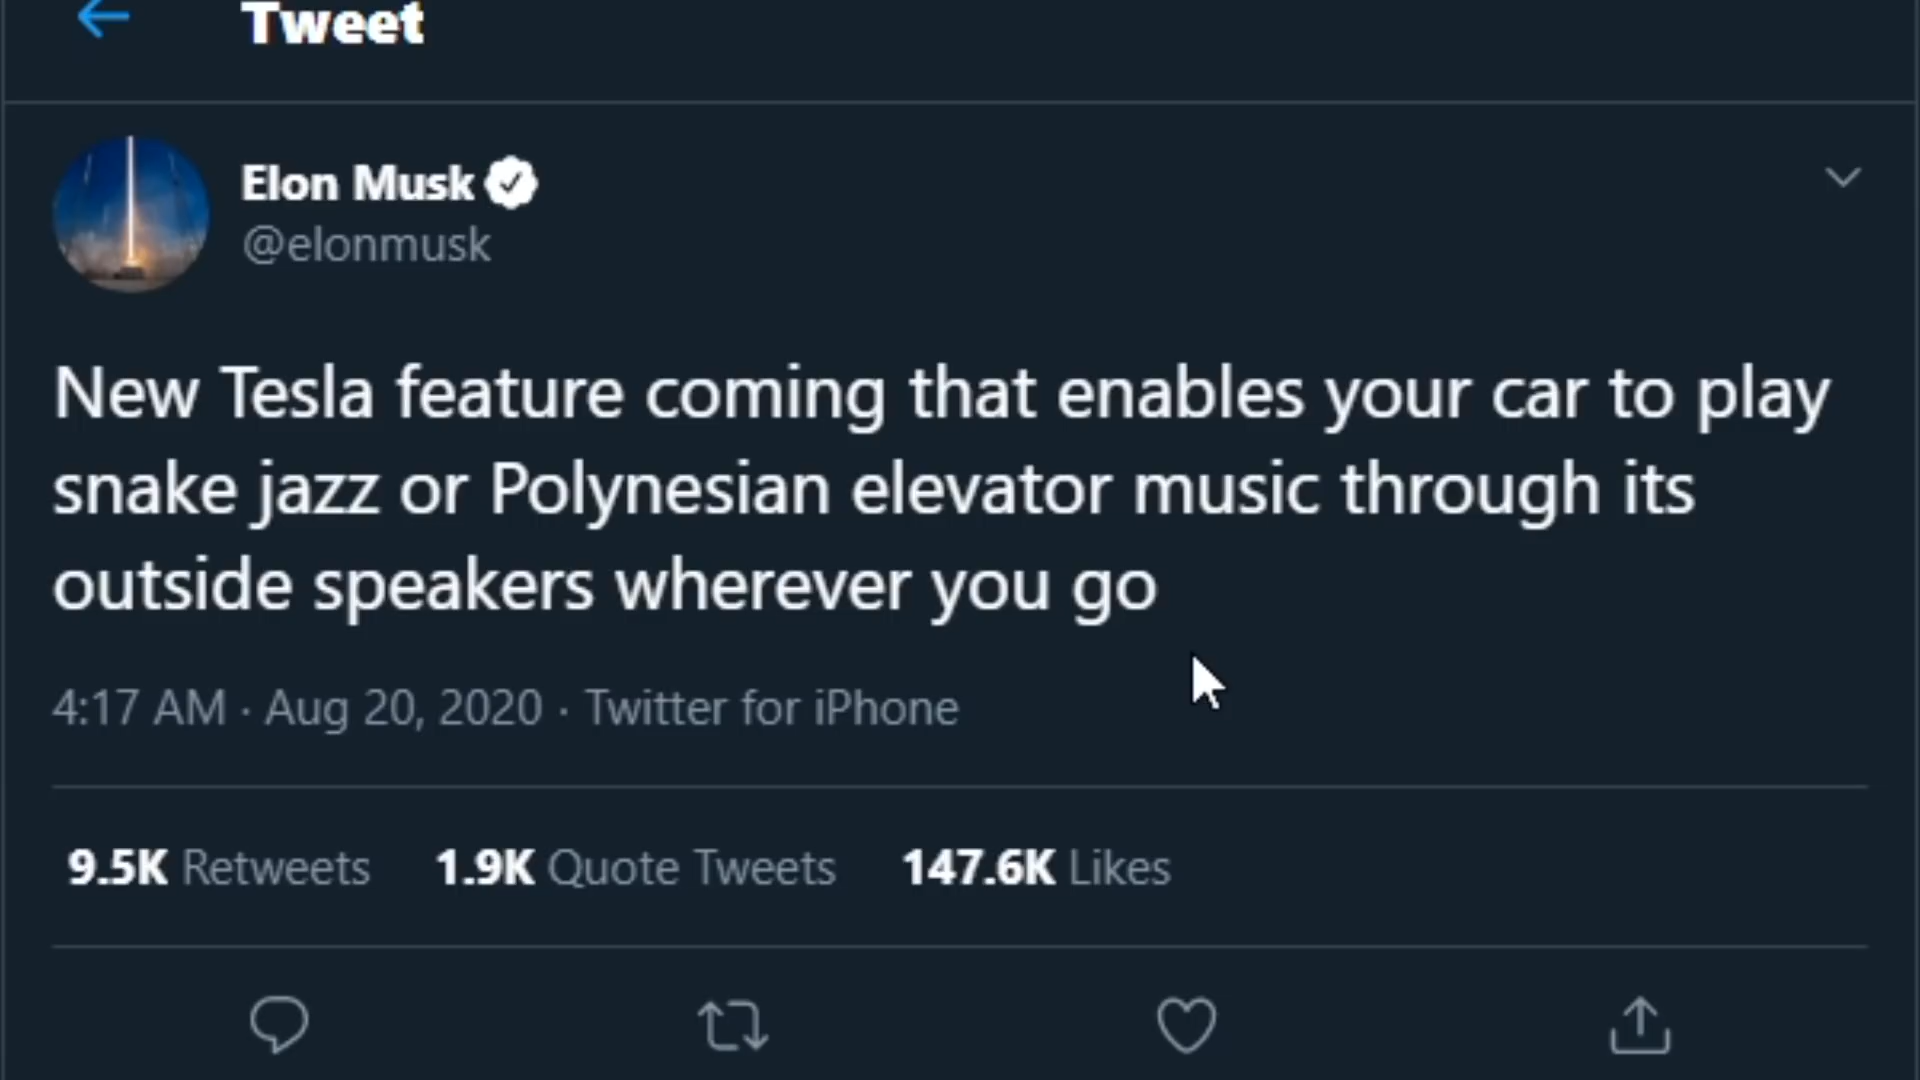 Tweet
Elon Musk
@elonmusk
New Tesla feature coming that enables your car to play
snake jazz or Polynesian elevator music through its
outside speakers wherever you go
4:17 AM · Aug 20, 2020 · Twitter for iPhone
9.5K Retweets 1.9K Quote Tweets 147.6K Likes